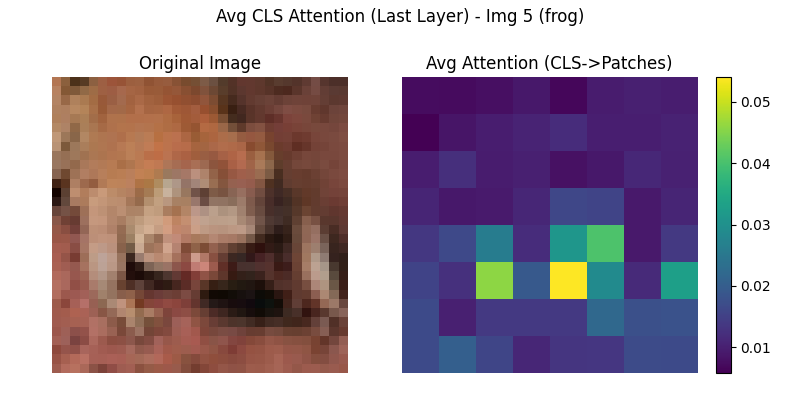 Avg CLS Attention (Last Layer) - Img 5 (frog)
Original Image
Avg Attention (CLS->Patches)
0.05
0.04
0.03
0.02
0.01